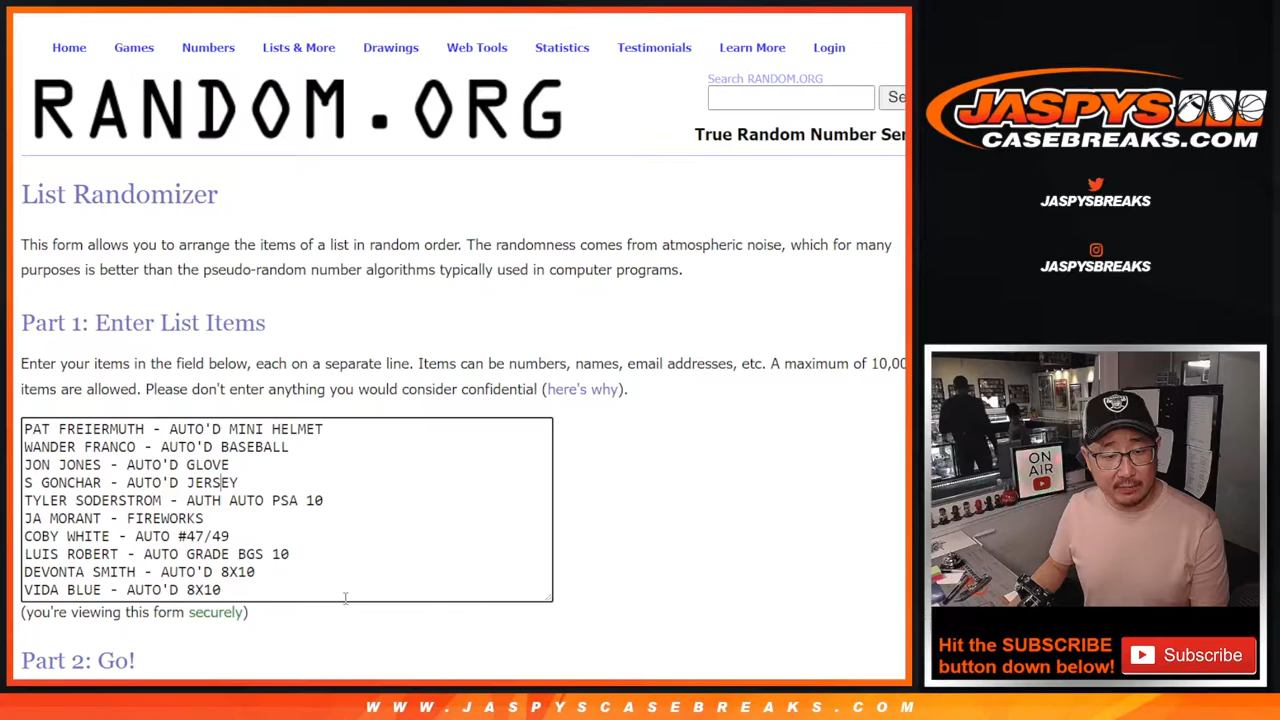 Home Games Numbers Lists & More Drawings Web Tools Statistics Testimonials Learn More Login
Search RANDOM.ORG
RANDOM.ORG
Se
True Random Number Ser
List Randomizer
This form allows you to arrange the items of a list in random order. The randomness comes from atmospheric noise, which for many
purposes is better than the pseudo-random number algorithms typically used in computer programs.
Part 1: Enter List Items
Enter your items in the field below, each on a separate line. Items can be numbers, names, email addresses, etc. A maximum of 10,00
items are allowed. Please don't enter anything you would consider confidential (here's why).
PAT FREIERMUTH - AUTO'D MINI HELMET
WANDER FRANCO - AUTO'D BASEBALL
JON JONES - AUTO'D GLOVE
S GONCHAR - AUTO'D JERSEY
TYLER SODERSTROM - AUTH AUTO PSA 10
JA MORANT - FIREWORKS
COBY WHITE - AUTO #47/49
LUIS ROBERT - AUTO GRADE BGS 10
DEVONTA SMITH - AUTO'D 8X10
VIDA BLUE - AUTO'D 8X10
(you're viewing this form securely)
Part 2: Go!
JASPYS
CASEBREAKS.COM
JASPYSBREAKS
JASPYSBREAKS
ON
AIR
Hit the SUBSCRIBE
button down below!
Subscribe
WWW.JASPYSCASEBREAKS.COM